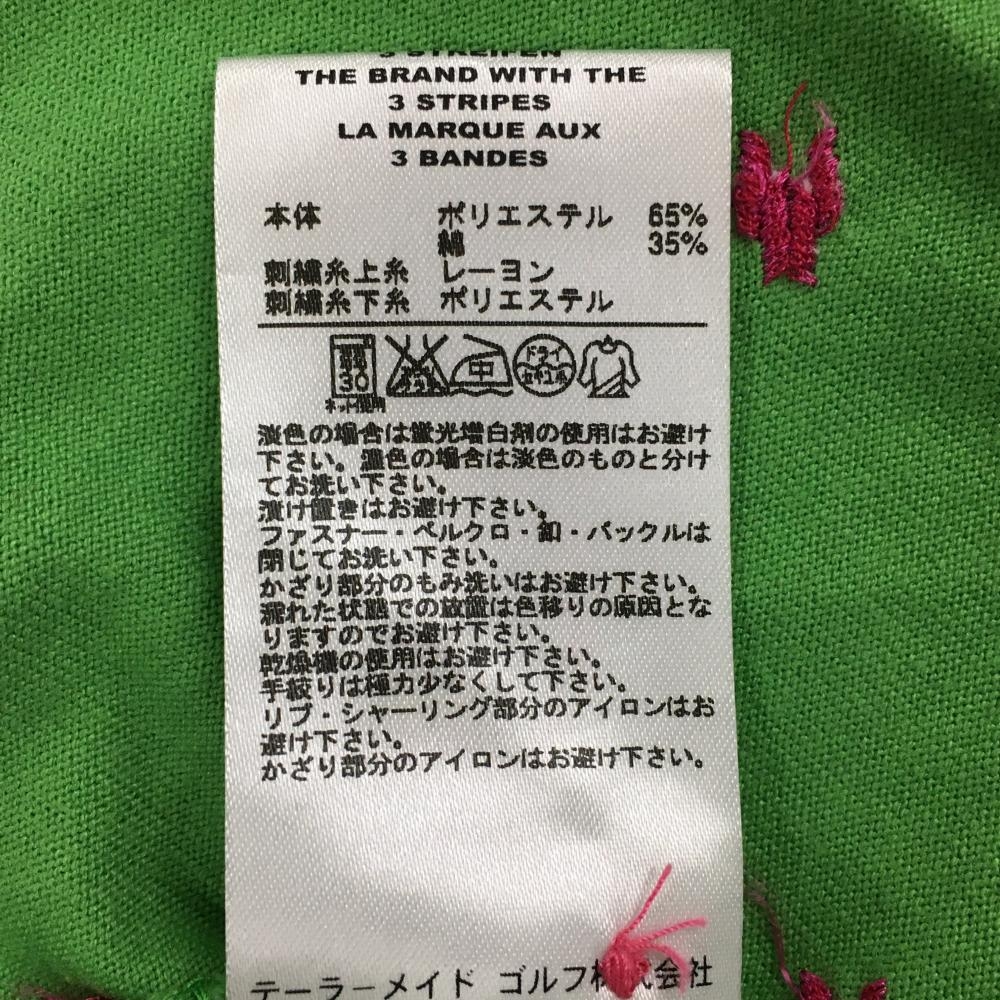 3 STREIFEN
THE BRAND WITH THE
3 STRIPES
LA MARQUE AUX
3 BANDES
本体 ポリエステル 65%
綿 35%
刺繍糸上糸 レーヨン
刺繍糸下糸 ポリエステル
弱 30 中 ドライ セキユ系
ネット使用
淡色の場合は蛍光増白剤の使用はお避け
下さい。濃色の場合は淡色のものと分け
てお洗い下さい。
漬け置きはお避け下さい。
ファスナー・ベルクロ・釦・バックルは
閉じてお洗い下さい。
かざり部分のもみ洗いはお避け下さい。
濡れた状態での放置は色移りの原因とな
りますのでお避け下さい。
乾燥機の使用はお避け下さい。
手絞りは極力少なくして下さい。
リブ・シャーリング部分のアイロンはお
避け下さい。
かざり部分のアイロンはお避け下さい。
テーラーメイド ゴルフ 会社